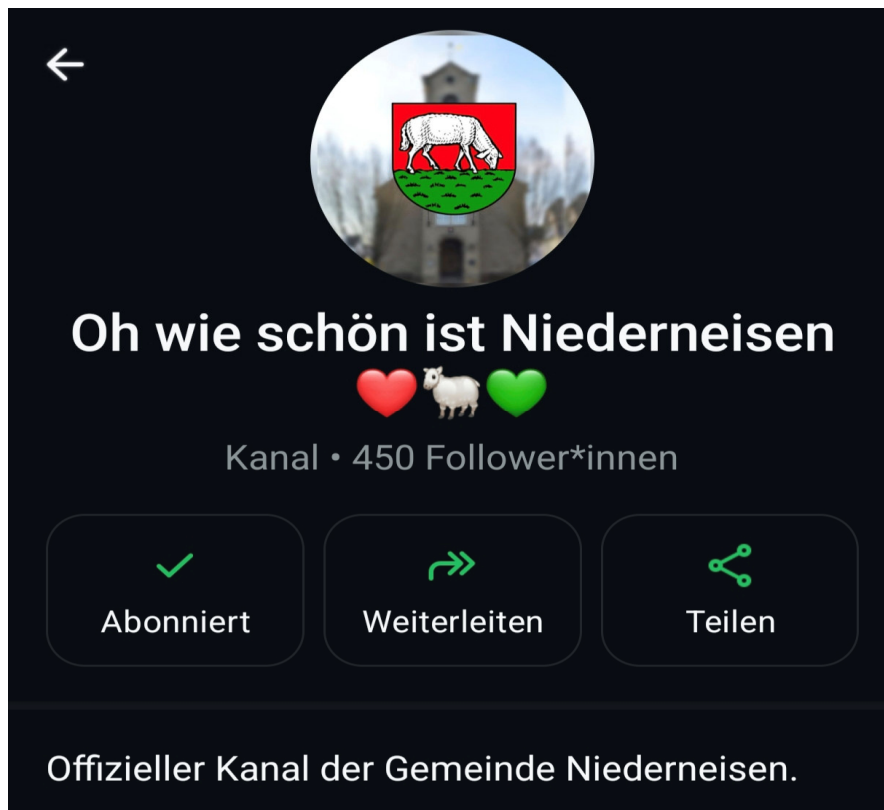 Oh wie schön ist Niederneisen
❤️🐑💚
Kanal • 450 Follower*innen
Abonniert
Weiterleiten
Teilen
Offizieller Kanal der Gemeinde Niederneisen.